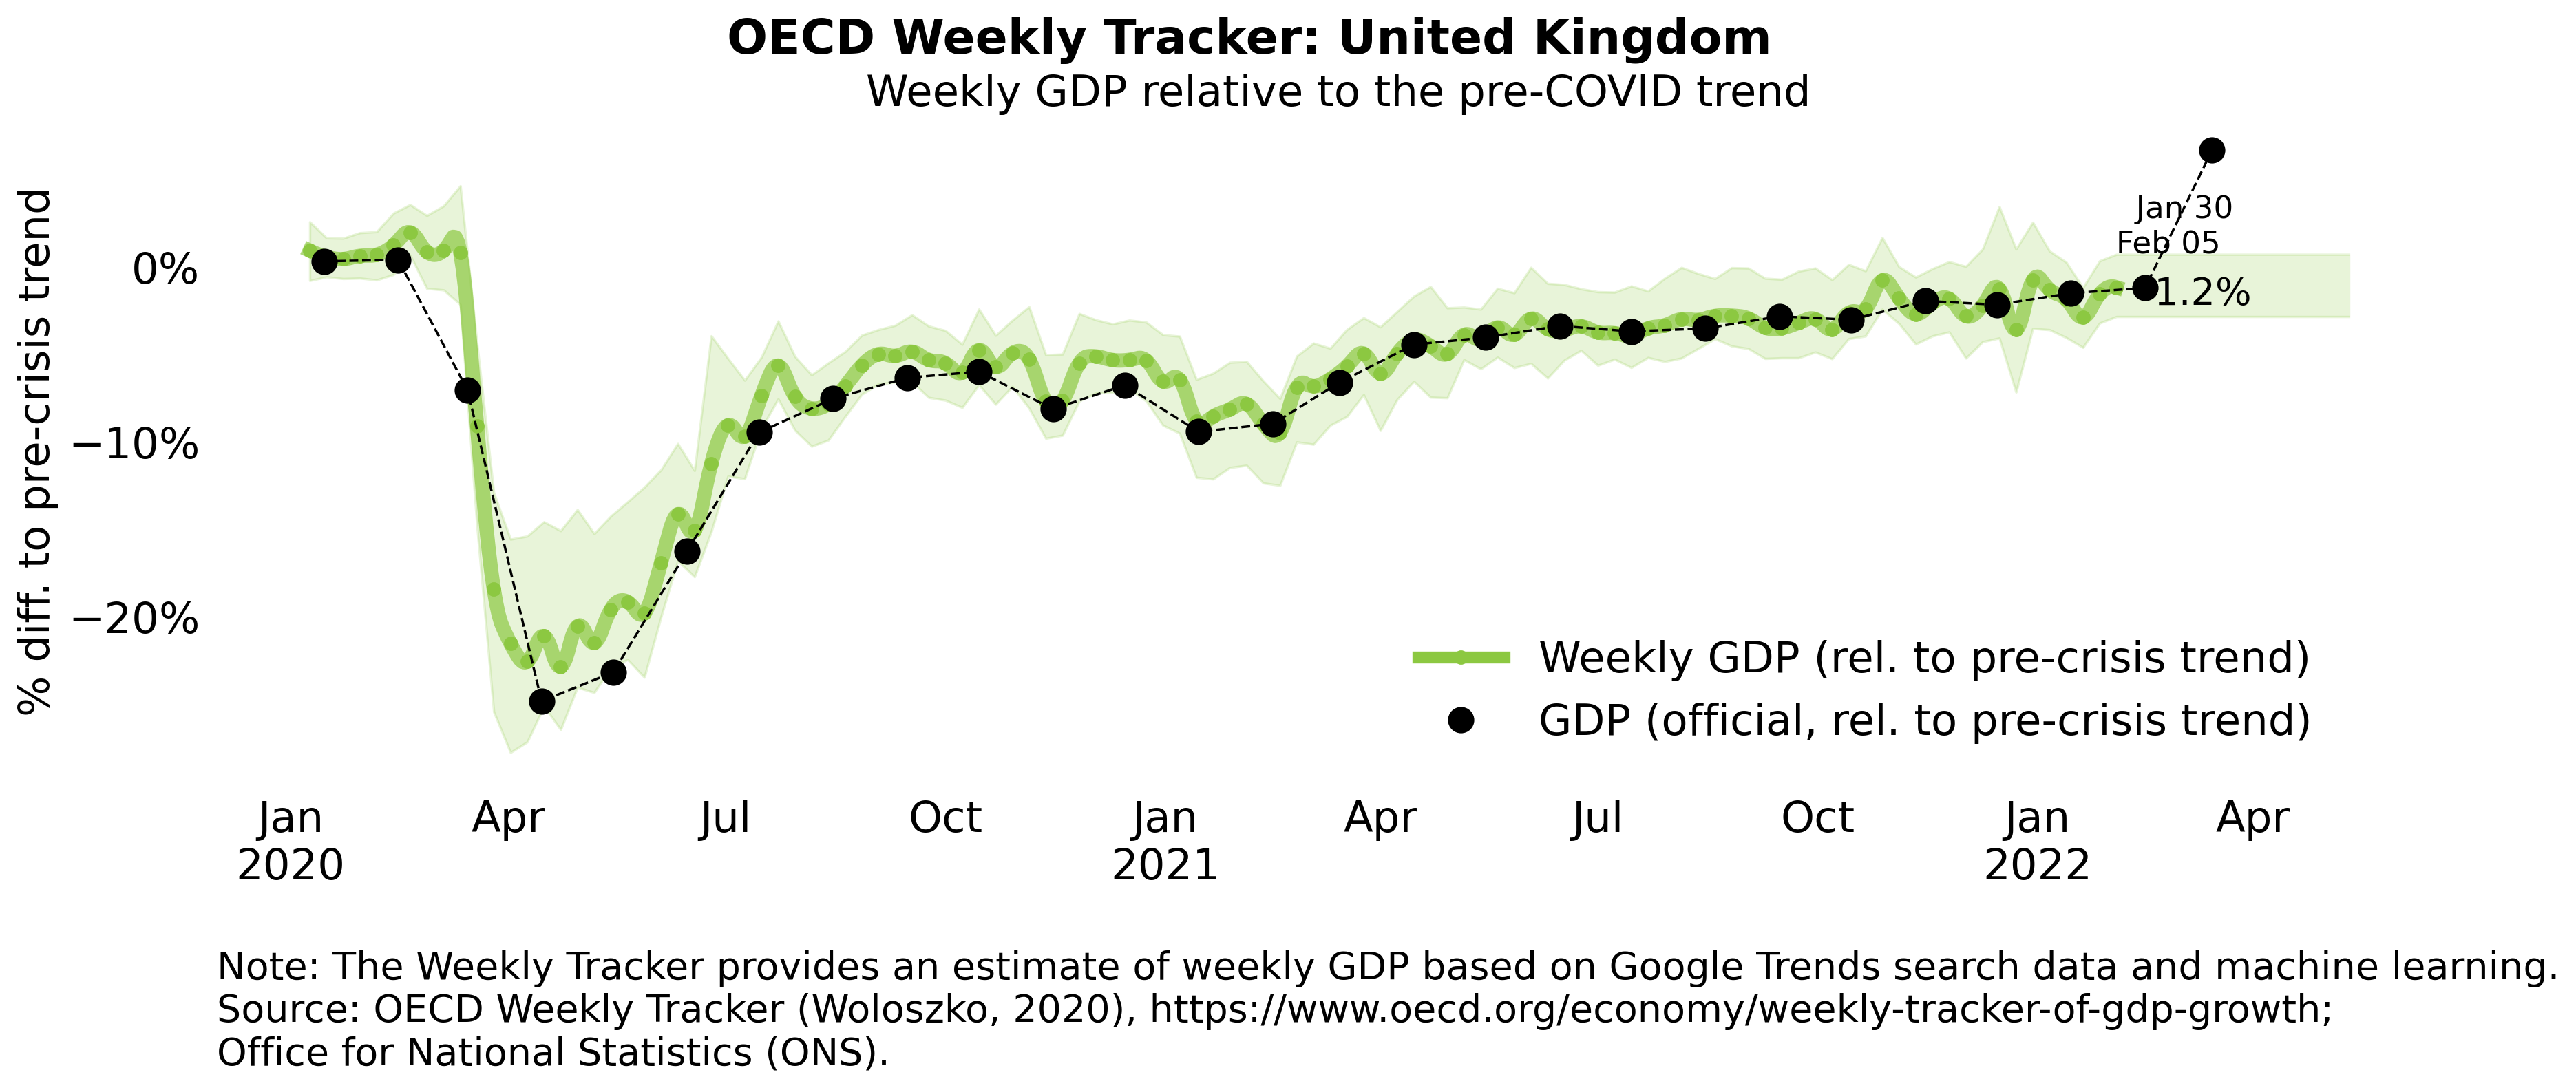 OECD Weekly Tracker: United Kingdom
Weekly GDP relative to the pre-COVID trend
% diff. to pre-crisis trend
0%
−10%
−20%
Jan 30
Feb 05
1.2%
Weekly GDP (rel. to pre-crisis trend)
GDP (official, rel. to pre-crisis trend)
Jan Apr Jul Oct Jan Apr Jul Oct Jan Apr
2020 2021 2022
Note: The Weekly Tracker provides an estimate of weekly GDP based on Google Trends search data and machine learning.
Source: OECD Weekly Tracker (Woloszko, 2020), https://www.oecd.org/economy/weekly-tracker-of-gdp-growth;
Office for National Statistics (ONS).